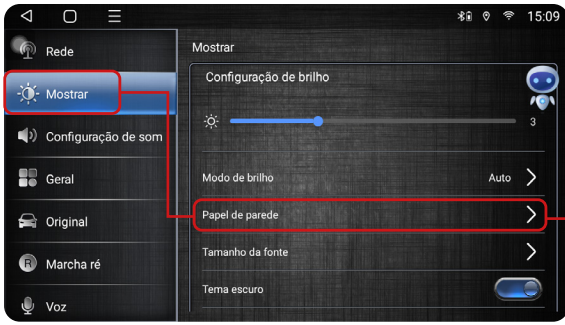 15:09
Rede
Mostrar
Configuração de som
Geral
Original
R Marcha ré
Voz
Mostrar
Configuração de brilho
3
Modo de brilho Auto
Papel de parede
Tamanho da fonte
Tema escuro